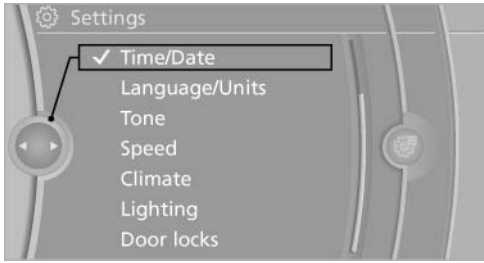 Settings
Time/Date
Language/Units
Tone
Speed
Climate
Lighting
Door locks